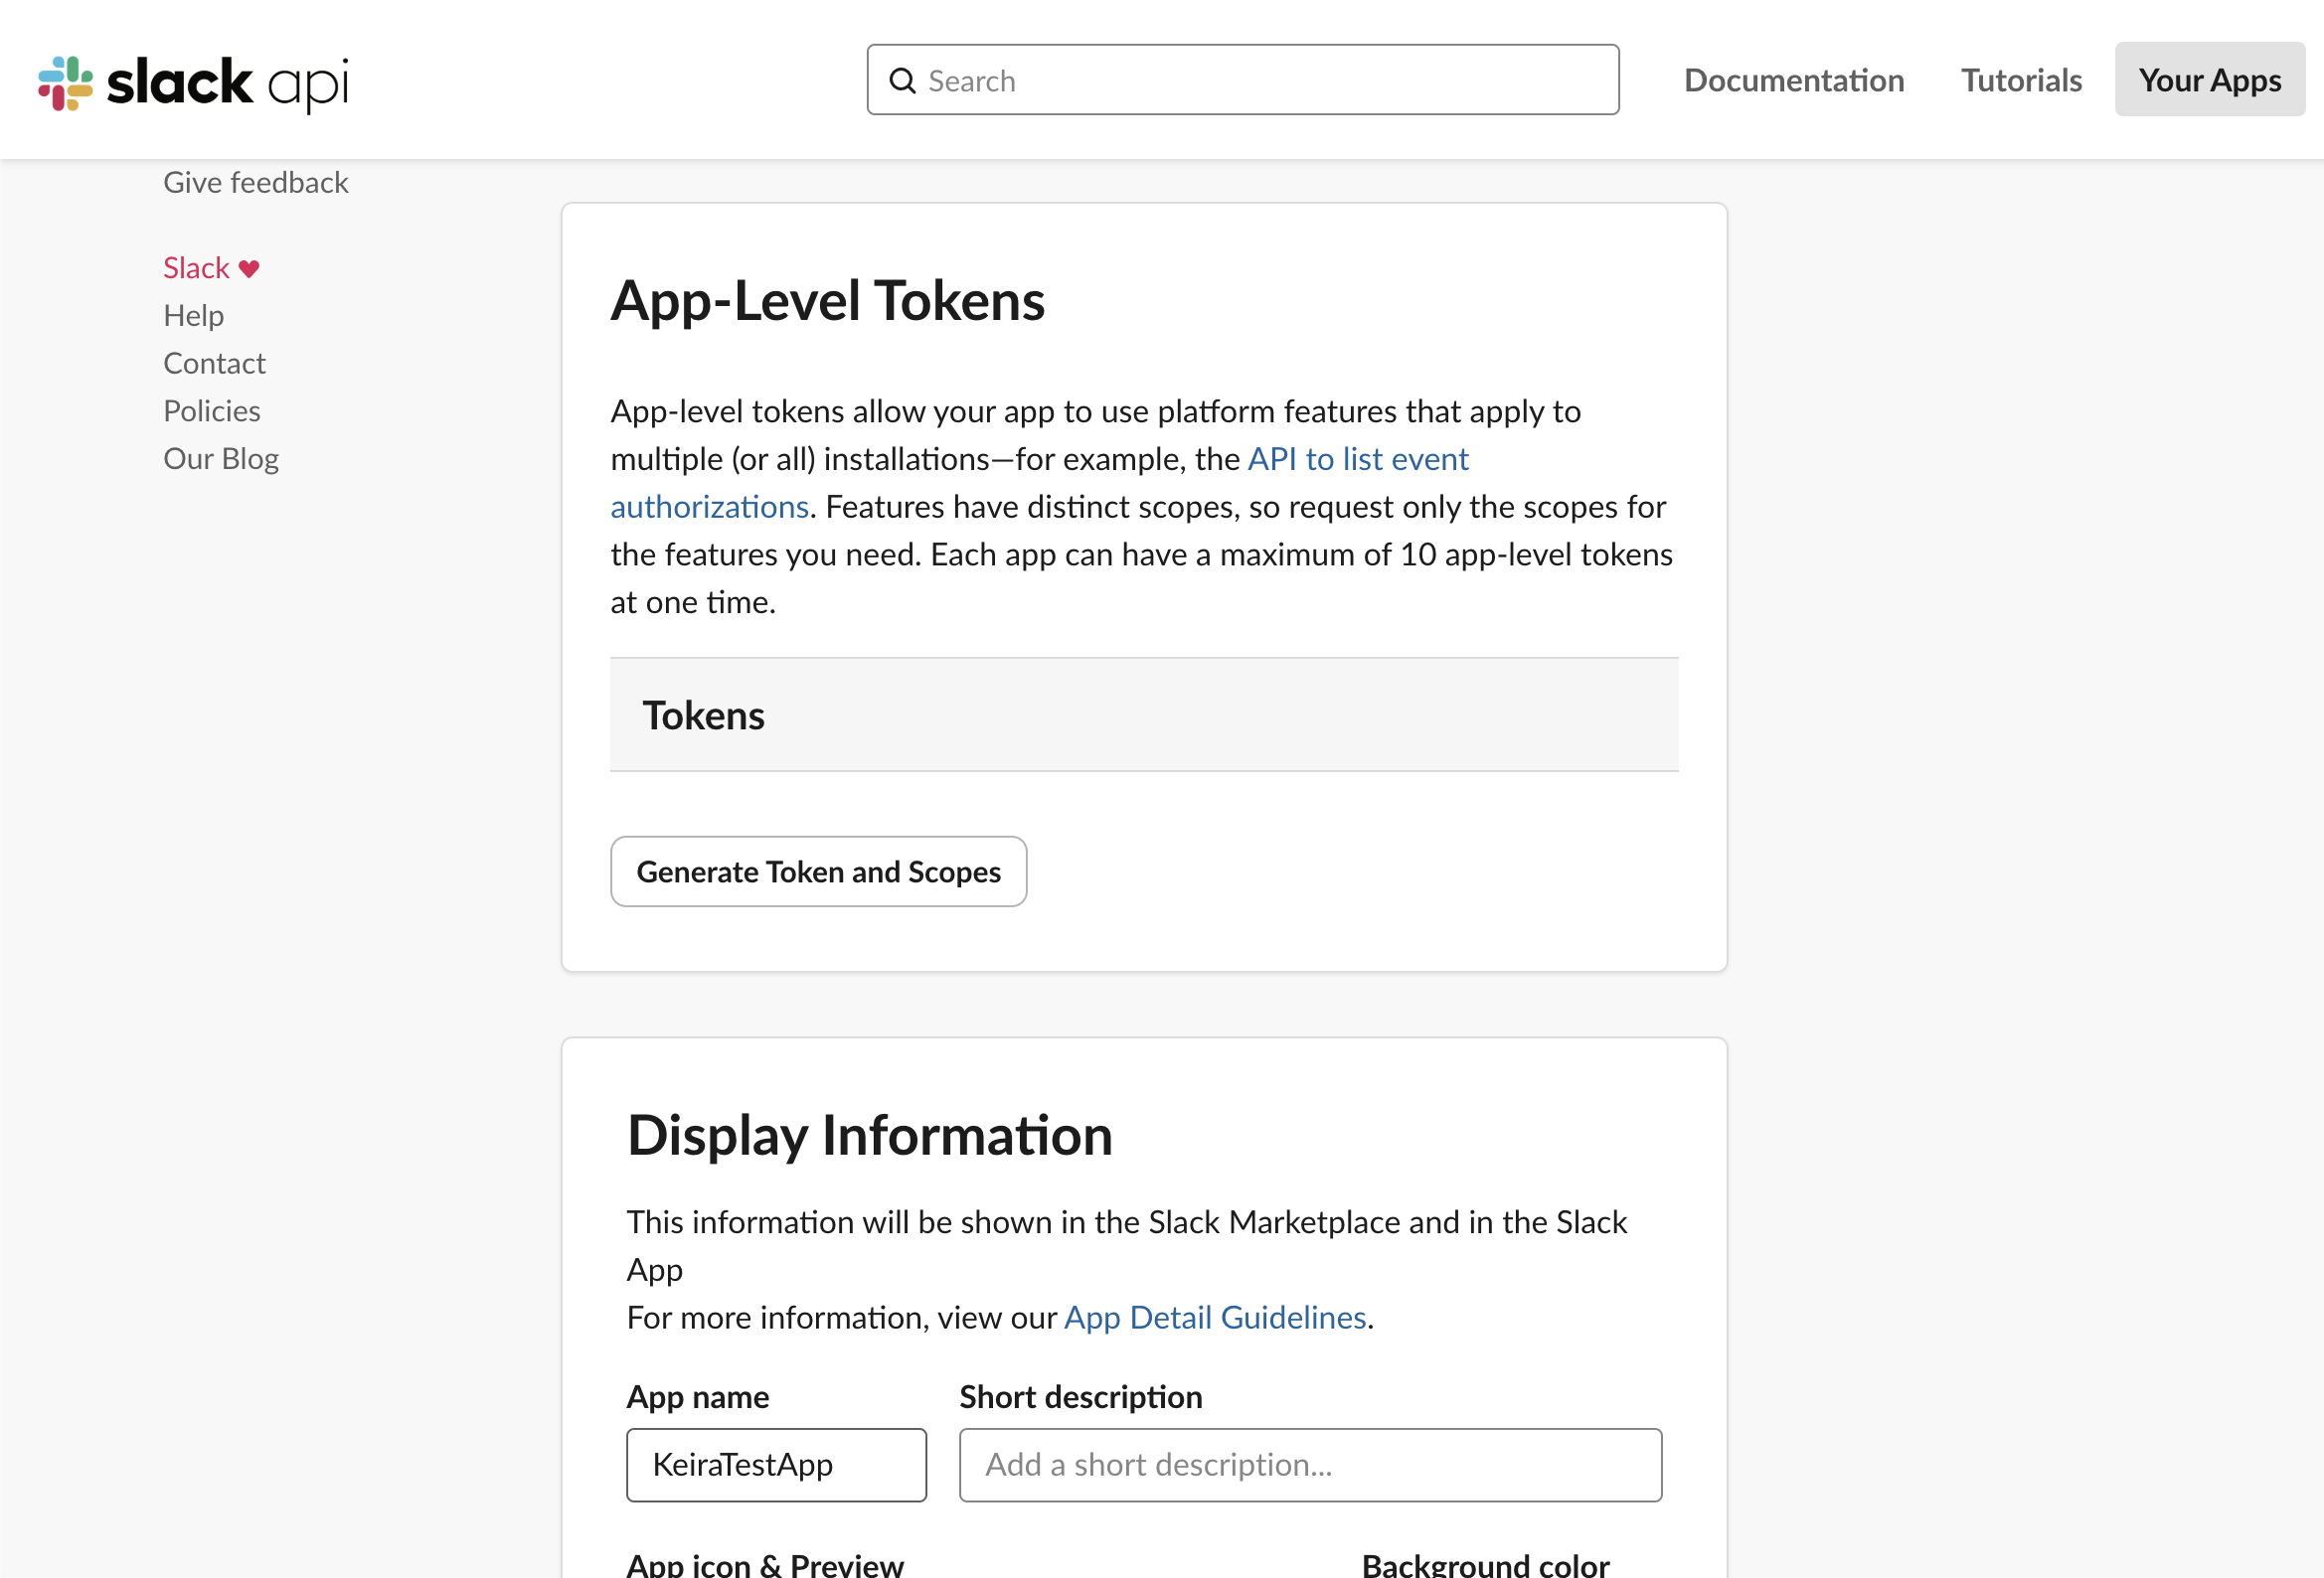 slack api
Search
Documentation
Tutorials
Your Apps
Give feedback
Slack ♥
Help
Contact
Policies
Our Blog
App-Level Tokens
App-level tokens allow your app to use platform features that apply to
multiple (or all) installations—for example, the API to list event
authorizations. Features have distinct scopes, so request only the scopes for
the features you need. Each app can have a maximum of 10 app-level tokens
at one time.
Tokens
Generate Token and Scopes
Display Information
This information will be shown in the Slack Marketplace and in the Slack
App
For more information, view our App Detail Guidelines.
App name
Short description
KeiraTestApp
Add a short description...
App icon & Preview
Background color